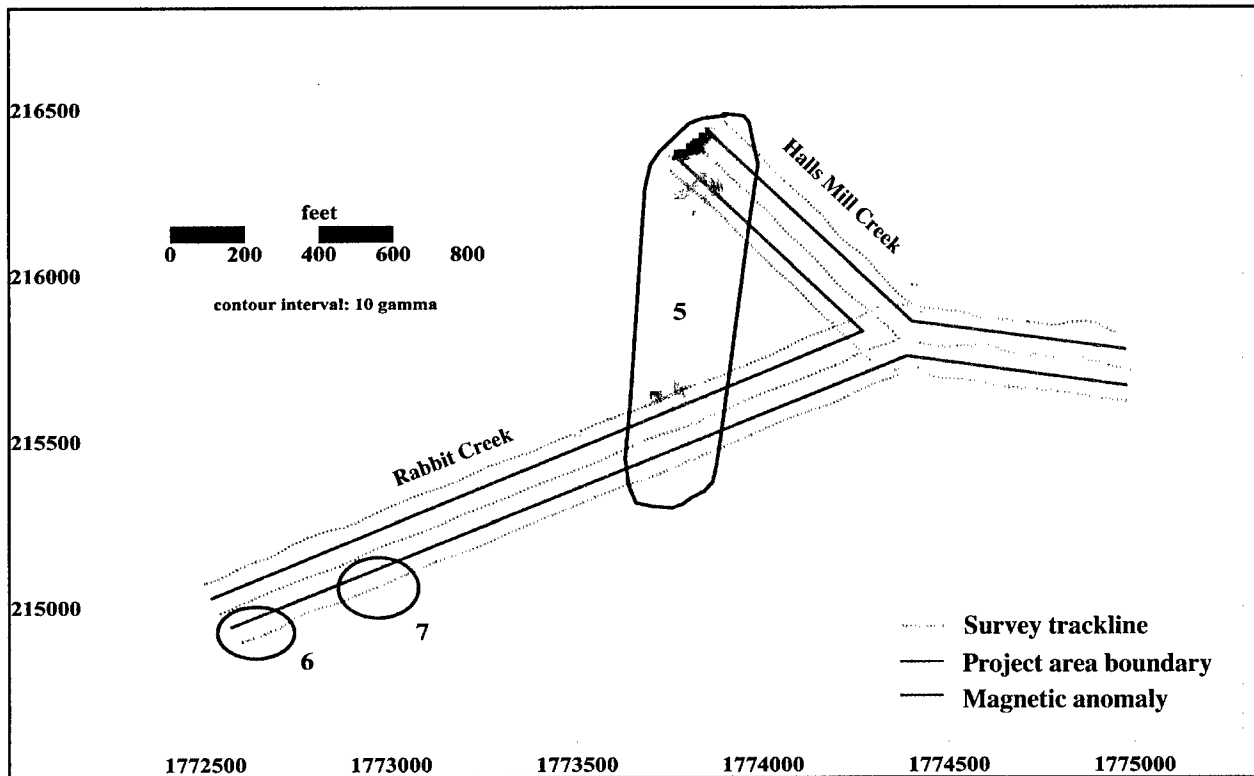 216500
Halls Mill Creek
feet
0 200 400 600 800
216000
contour interval: 10 gamma
5
215500
Rabbit Creek
215000
7
6
Survey trackline
Project area boundary
Magnetic anomaly
1772500 1773000 1773500 1774000 1774500 1775000